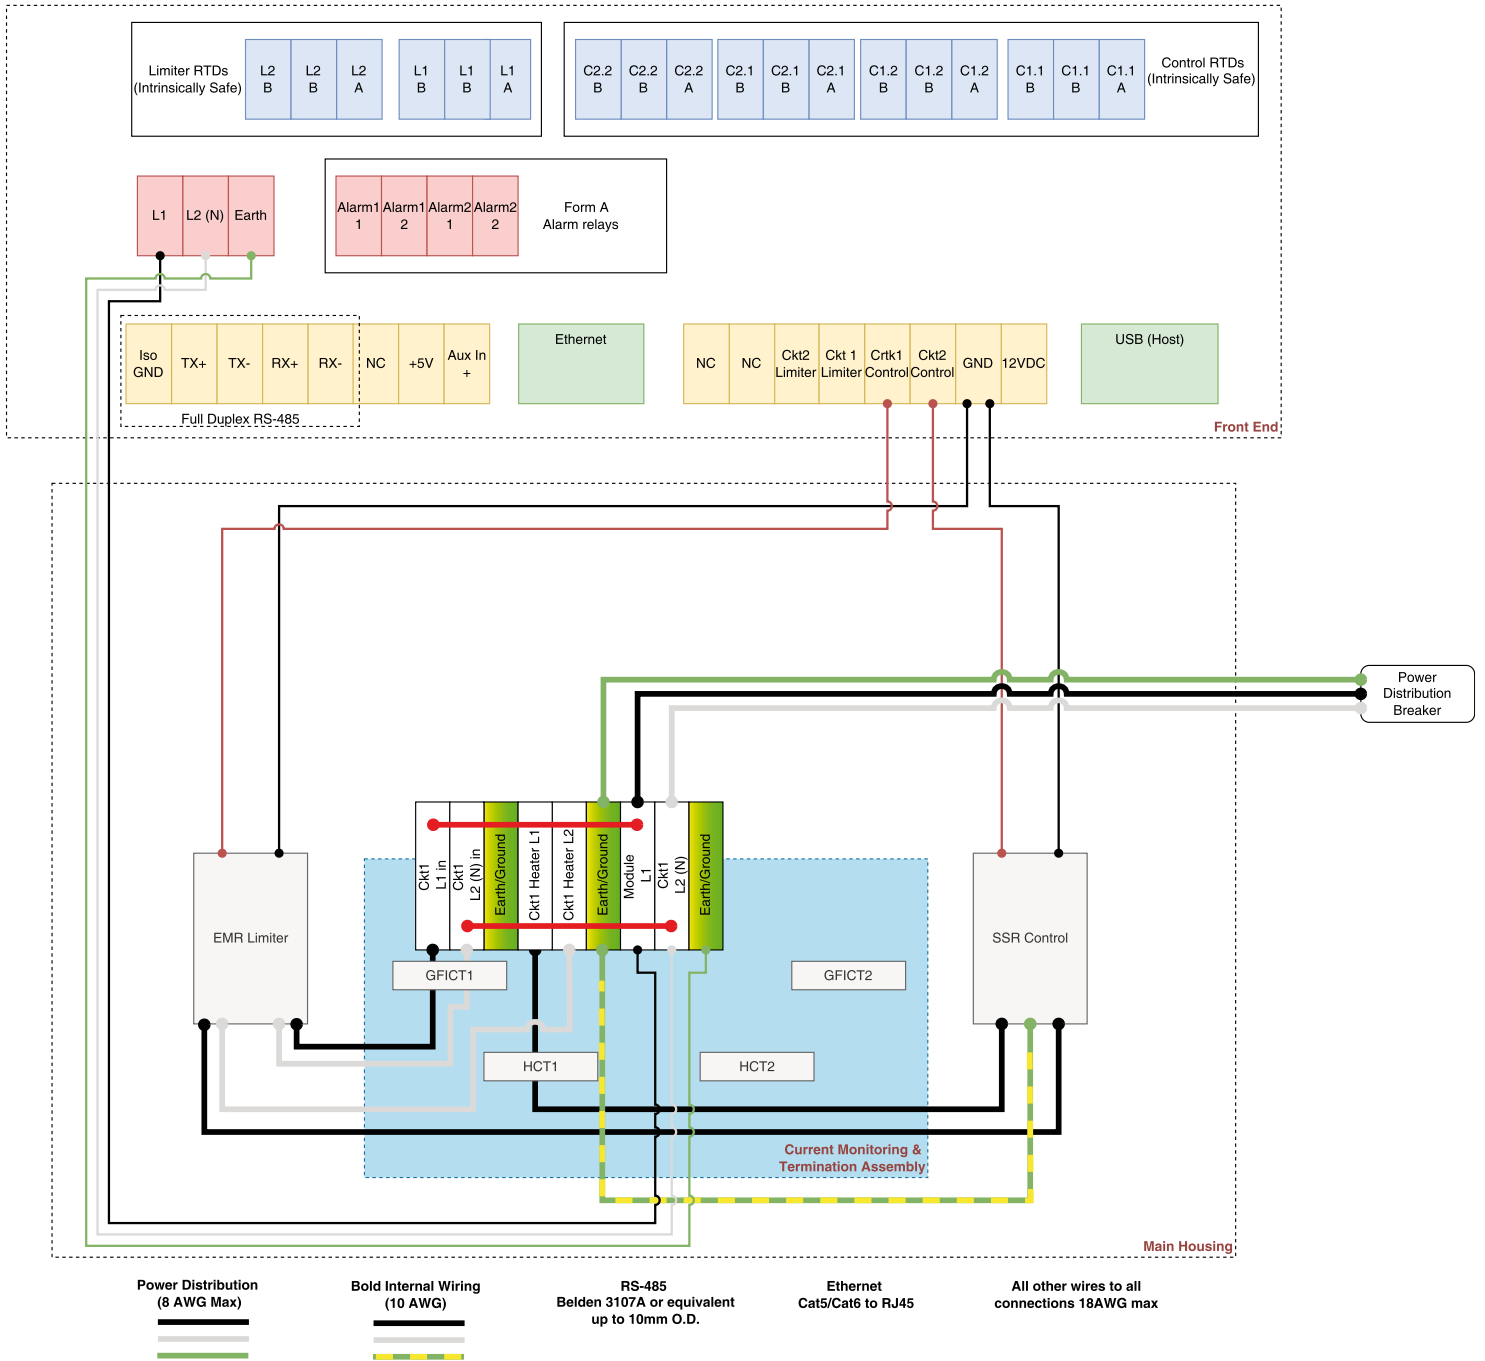 Limiter RTDs
(Intrinsically Safe)
L2
B
L2
B
L2
A
L1
B
L1
B
L1
A
C2.2
B
C2.2
B
C2.2
A
C2.1
B
C2.1
B
C2.1
A
C1.2
B
C1.2
B
C1.2
A
C1.1
B
C1.1
B
C1.1
A
Control RTDs
(Intrinsically Safe)
L1
L2 (N)
Earth
Alarm1
1
Alarm1
2
Alarm2
1
Alarm2
2
Form A
Alarm relays
Iso
GND
TX+
TX-
RX+
RX-
NC
+5V
Aux In
+
Full Duplex RS-485
Ethernet
NC
NC
Ckt2
Limiter
Ckt 1
Limiter
Crtk1
Control
Ckt2
Control
GND
12VDC
USB (Host)
Front End
Power
Distribution
Breaker
Ckt1
L1 in
Ckt1
L2 (N) in
Earth/Ground
Ckt1 Heater L1
Ckt1 Heater L2
Earth/Ground
Module
L1
Ckt1
L2 (N)
Earth/Ground
EMR Limiter
SSR Control
GFICT1
GFICT2
HCT1
HCT2
Current Monitoring &
Termination Assembly
Main Housing
Power Distribution
(8 AWG Max)
Bold Internal Wiring
(10 AWG)
RS-485
Belden 3107A or equivalent
up to 10mm O.D.
Ethernet
Cat5/Cat6 to RJ45
All other wires to all
connections 18AWG max